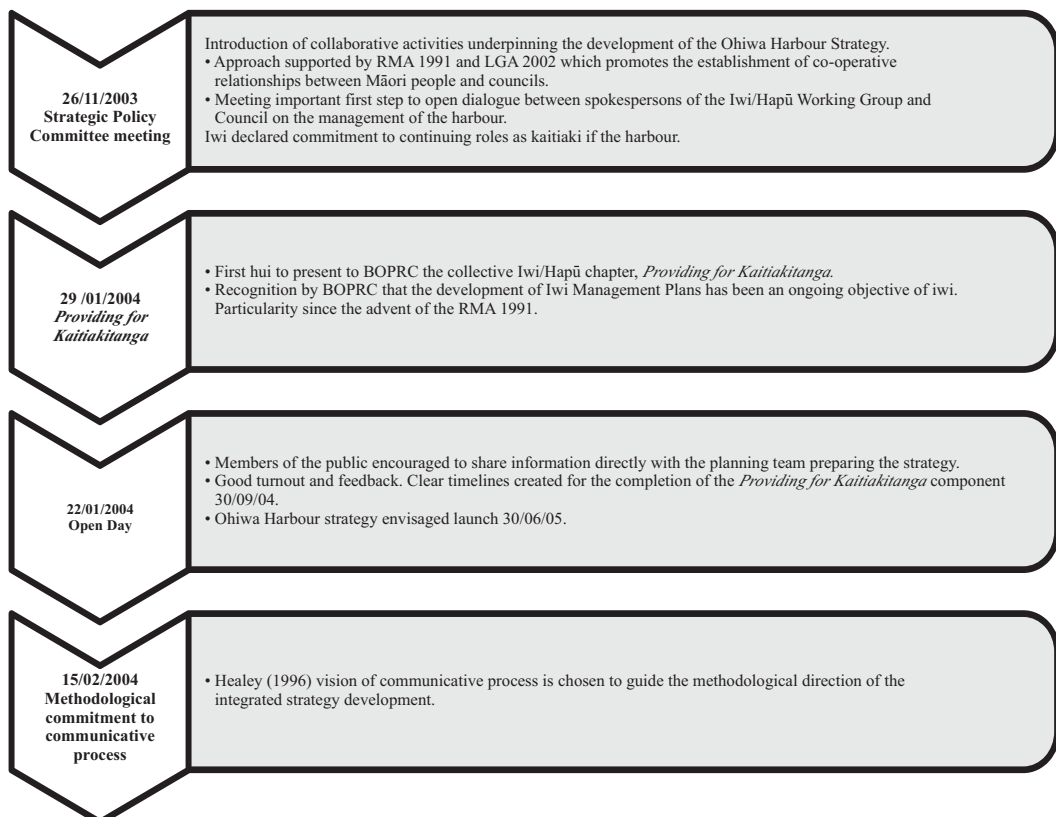 26/11/2003
Strategic Policy
Committee meeting
Introduction of collaborative activities underpinning the development of the Ohiwa Harbour Strategy.
• Approach supported by RMA 1991 and LGA 2002 which promotes the establishment of co-operative
relationships between Māori people and councils.
• Meeting important first step to open dialogue between spokespersons of the Iwi/Hapū Working Group and
Council on the management of the harbour.
Iwi declared commitment to continuing roles as kaitiaki if the harbour.
29 /01/2004
Providing for
Kaitiakitanga
• First hui to present to BOPRC the collective Iwi/Hapū chapter, Providing for Kaitiakitanga.
• Recognition by BOPRC that the development of Iwi Management Plans has been an ongoing objective of iwi.
Particularity since the advent of the RMA 1991.
22/01/2004
Open Day
• Members of the public encouraged to share information directly with the planning team preparing the strategy.
• Good turnout and feedback. Clear timelines created for the completion of the Providing for Kaitiakitanga component
30/09/04.
• Ohiwa Harbour strategy envisaged launch 30/06/05.
15/02/2004
Methodological
commitment to
communicative
process
• Healey (1996) vision of communicative process is chosen to guide the methodological direction of the
integrated strategy development.